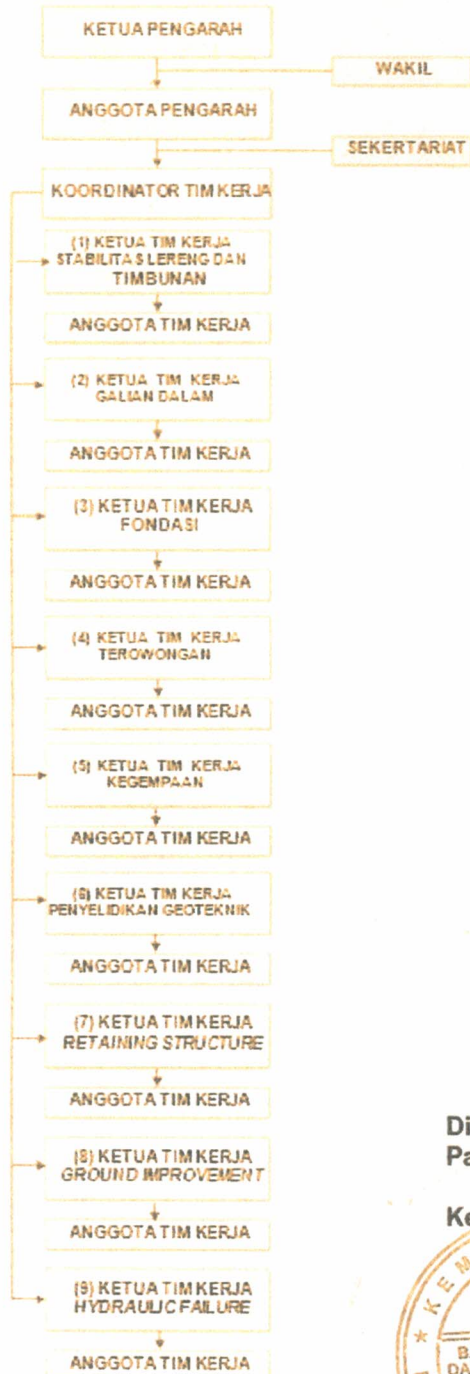 KETUA PENGARAH
WAKIL
ANGGOTA PENGARAH
SEKERTARIAT
KOORDINATOR TIM KERJA
(1) KETUA TIM KERJA
STABILITAS LERENG DAN
TIMBUNAN
ANGGOTA TIM KERJA
(2) KETUA TIM KERJA
GALIAN DALAM
ANGGOTA TIM KERJA
(3) KETUA TIM KERJA
FONDASI
ANGGOTA TIM KERJA
(4) KETUA TIM KERJA
TEROWONGAN
ANGGOTA TIM KERJA
(5) KETUA TIM KERJA
KEGEMPAAN
ANGGOTA TIM KERJA
(6) KETUA TIM KERJA
PENYELIDIKAN GEOTEKNIK
ANGGOTA TIM KERJA
(7) KETUA TIM KERJA
RETAINING STRUCTURE
ANGGOTA TIM KERJA
(8) KETUA TIM KERJA
GROUND IMPROVEMENT
ANGGOTA TIM KERJA
(9) KETUA TIM KERJA
HYDRAULIC FAILURE
ANGGOTA TIM KERJA
Di
Pa
Ke